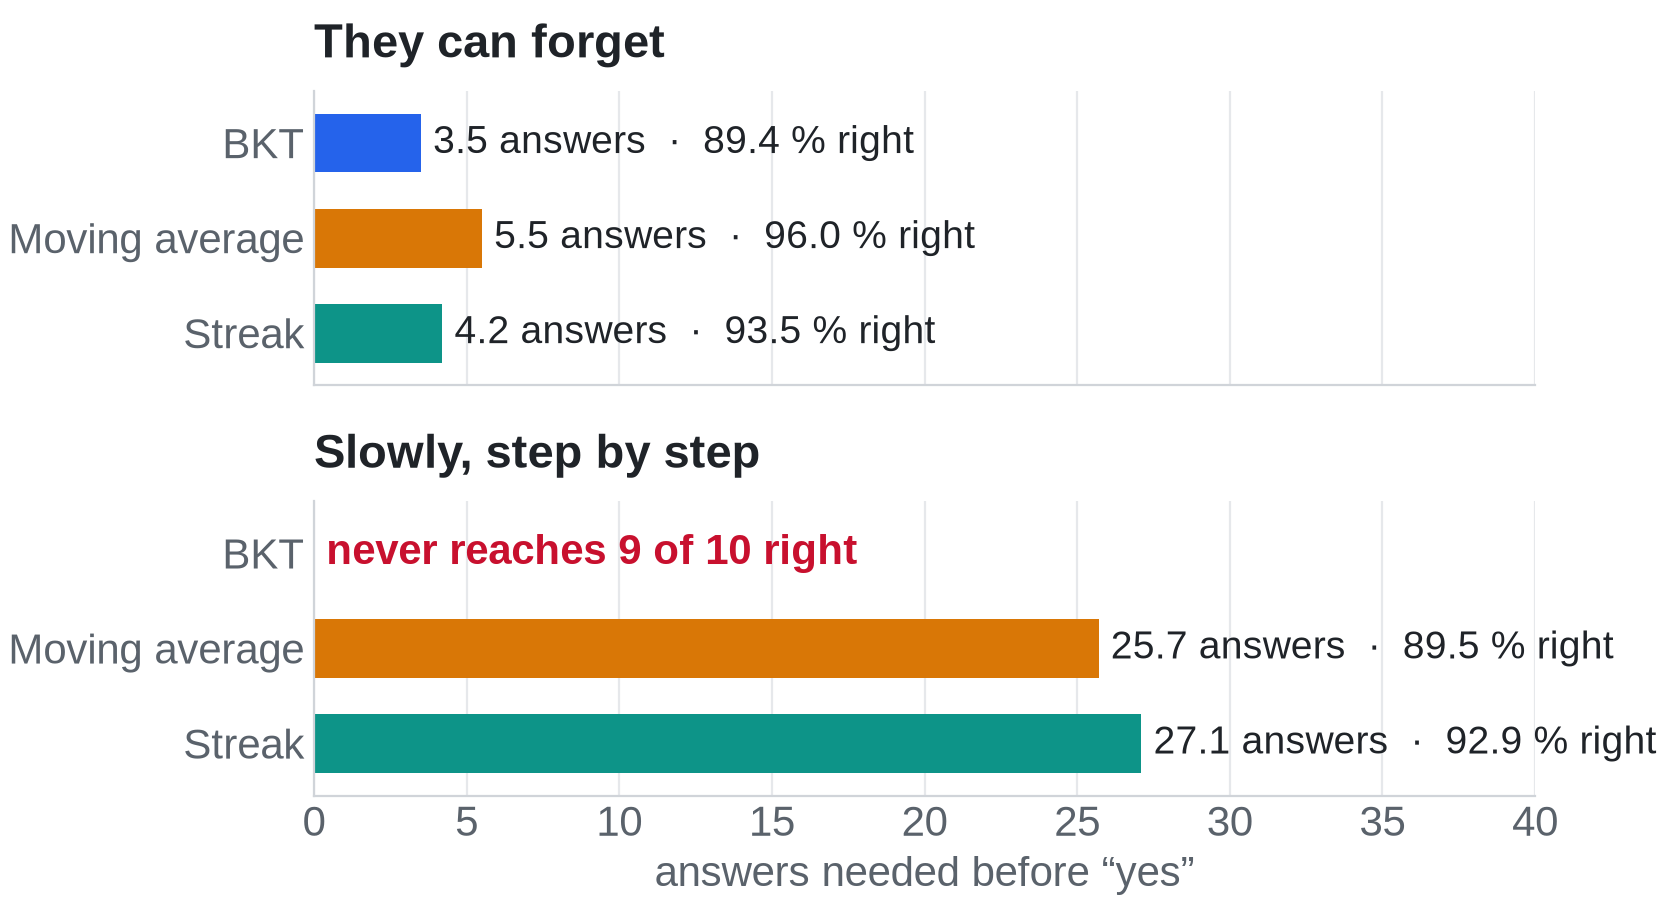 They can forget
BKT 3.5 answers · 89.4 % right
Moving average 5.5 answers · 96.0 % right
Streak 4.2 answers · 93.5 % right
Slowly, step by step
BKT never reaches 9 of 10 right
Moving average 25.7 answers · 89.5 % right
Streak 27.1 answers · 92.9 % right
0 5 10 15 20 25 30 35 40
answers needed before “yes”